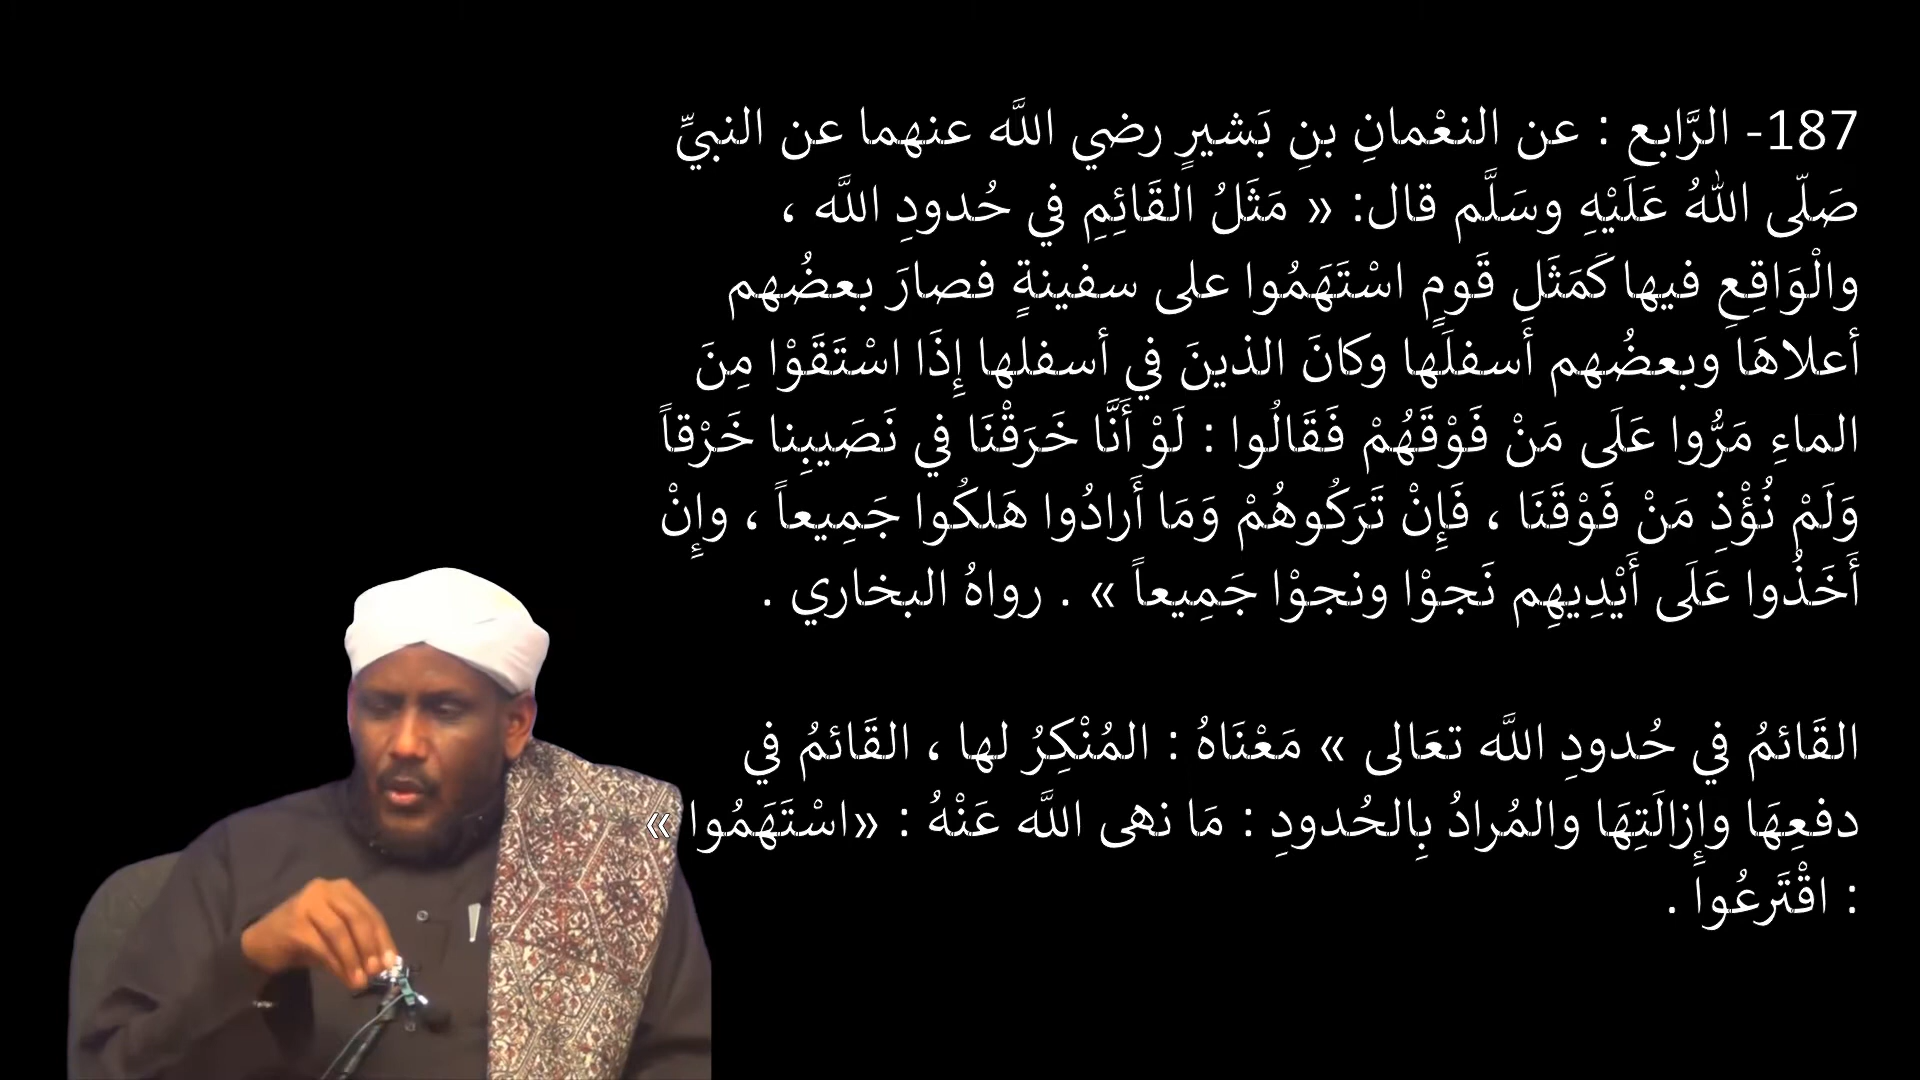 187- الرَّابع : عن النعْمانِ بنِ بَشيرٍ رضي اللَّه عنهما عن النبيِّ
صَلّى اللهُ عَلَيْهِ وسَلَّم قال: « مَثَلُ القَائِمِ في حُدودِ اللَّه ،
والْوَاقِعِ فيها كَمَثَلِ قَومٍ اسْتَهَمُوا على سفينةٍ فصارَ بعضُهم
أعلاهَا وبعضُهم أَسفلَها وكانَ الذينَ في أسفلها إِذَا اسْتَقَوْا مِنَ
الماءِ مَرُّوا عَلَى مَنْ فَوْقَهُمْ فَقَالُوا : لَوْ أَنَّا خَرَقْنَا في نَصَيبِنا خَرْقاً
وَلَمْ نُؤْذِ مَنْ فَوْقَنَا ، فَإِنْ تَرَكُوهُمْ وَمَا أَرادُوا هَلكُوا جَمِيعاً ، وإِنْ
أَخَذُوا عَلَى أَيْدِيهِم نَجوْا ونجوْا جَمِيعاً » . رواهُ البخاري .
القَائمُ في حُدودِ اللَّه تعَالى » مَعْنَاهُ : المُنْكِرُ لها ، القَائمُ في
دفعِهَا وإِزالَتِهَا والمُرادُ بِالحُدودِ : مَا نهى اللَّه عَنْهُ : «اسْتَهَمُوا »
: اقْتَرعُوا .